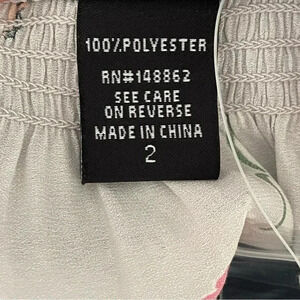 100% POLYESTER
RN#148862
SEE CARE
ON REVERSE
MADE IN CHINA
2